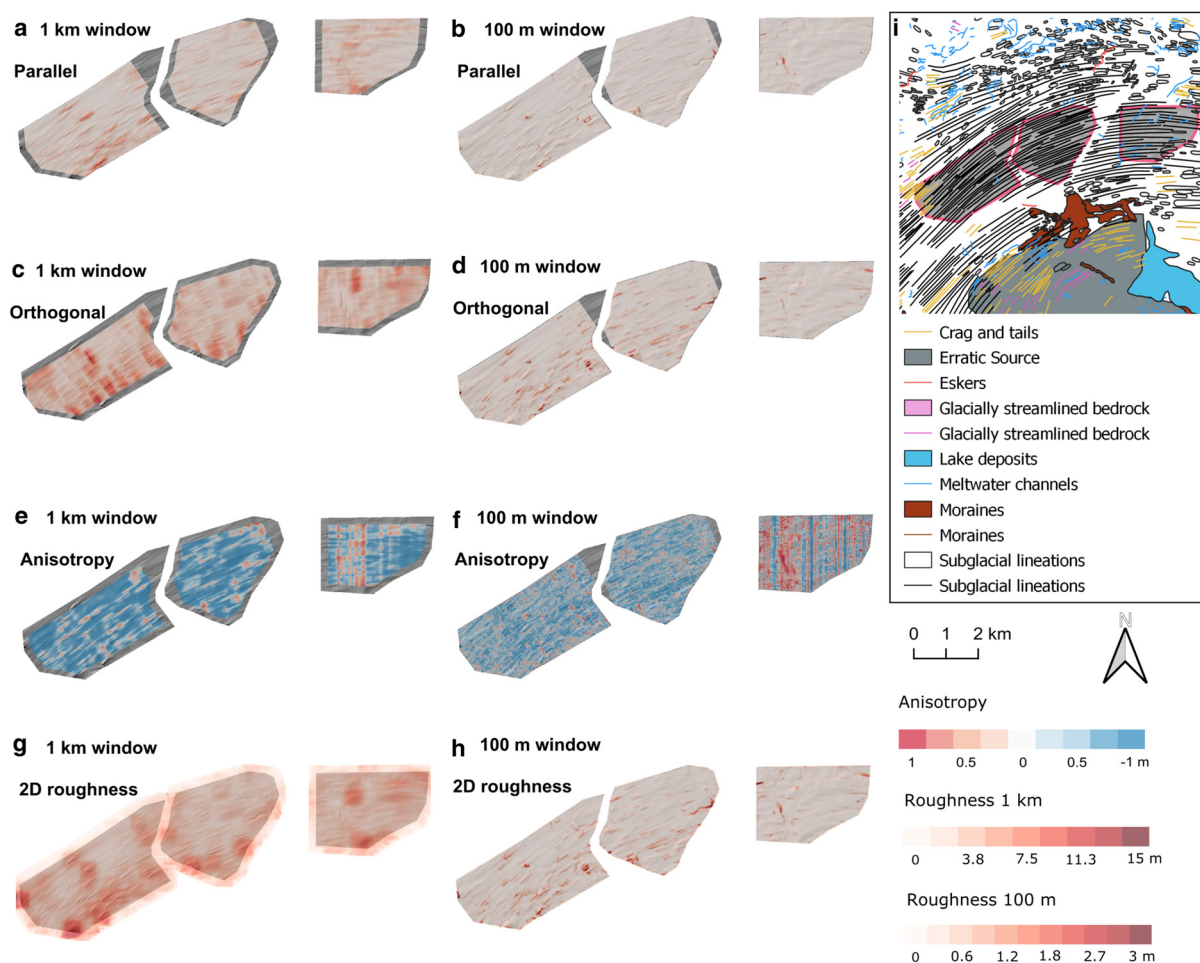 a 1 km window
Parallel
b 100 m window
Parallel
c 1 km window
Orthogonal
d 100 m window
Orthogonal
e 1 km window
Anisotropy
f 100 m window
Anisotropy
g 1 km window
2D roughness
h 100 m window
2D roughness
i
Crag and tails
Erratic Source
Eskers
Glacially streamlined bedrock
Glacially streamlined bedrock
Lake deposits
Meltwater channels
Moraines
Moraines
Subglacial lineations
Subglacial lineations
0 1 2 km
N
Anisotropy
1 0.5 0 0.5 -1 m
Roughness 1 km
0 3.8 7.5 11.3 15 m
Roughness 100 m
0 0.6 1.2 1.8 2.7 3 m